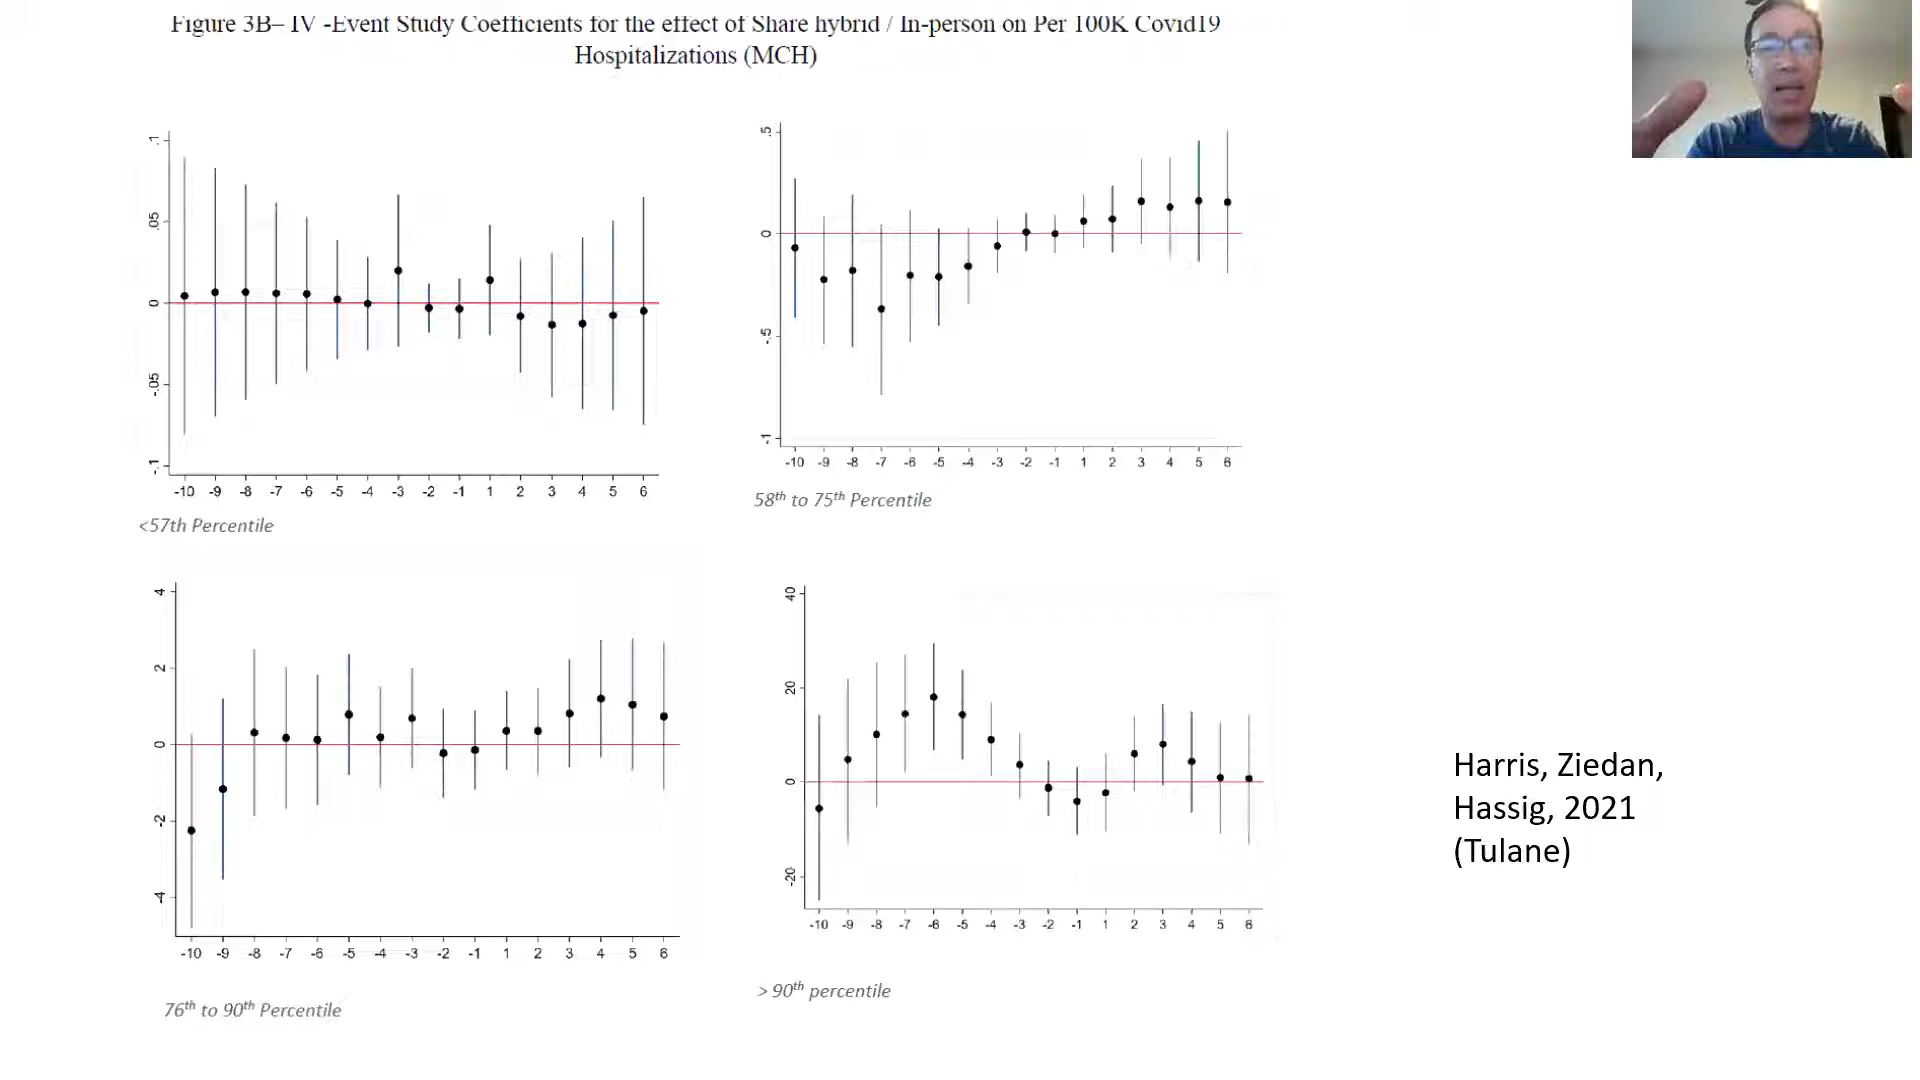 Figure 3B– IV -Event Study Coefficients for the effect of Share hybrid / In-person on Per 100K Covid19
Hospitalizations (MCH)
.1
.05
0
-.05
-.1
-10 -9 -8 -7 -6 -5 -4 -3 -2 -1 1 2 3 4 5 6
<57th Percentile
.5
0
-.5
-1
-10 -9 -8 -7 -6 -5 -4 -3 -2 -1 1 2 3 4 5 6
58th to 75th Percentile
4
2
0
-2
-4
-10 -9 -8 -7 -6 -5 -4 -3 -2 -1 1 2 3 4 5 6
76th to 90th Percentile
40
20
0
-20
-10 -9 -8 -7 -6 -5 -4 -3 -2 -1 1 2 3 4 5 6
> 90th percentile
Harris, Ziedan,
Hassig, 2021
(Tulane)